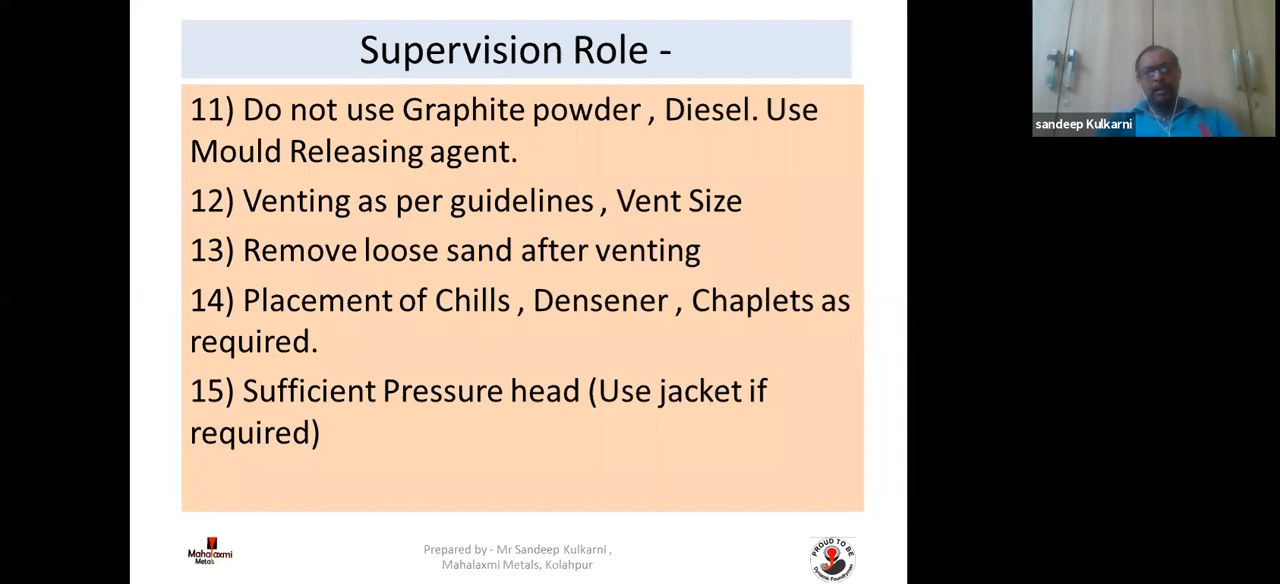 Supervision Role -
11) Do not use Graphite powder , Diesel. Use
Mould Releasing agent.
12) Venting as per guidelines , Vent Size
13) Remove loose sand after venting
14) Placement of Chills , Densener , Chaplets as
required.
15) Sufficient Pressure head (Use jacket if
required)
Mahalaxmi
Metals
Prepared by - Mr Sandeep Kulkarni ,
Mahalaxmi Metals, Kolahpur
PROUD TO BE
Dynamic Foundrymen
sandeep Kulkarni